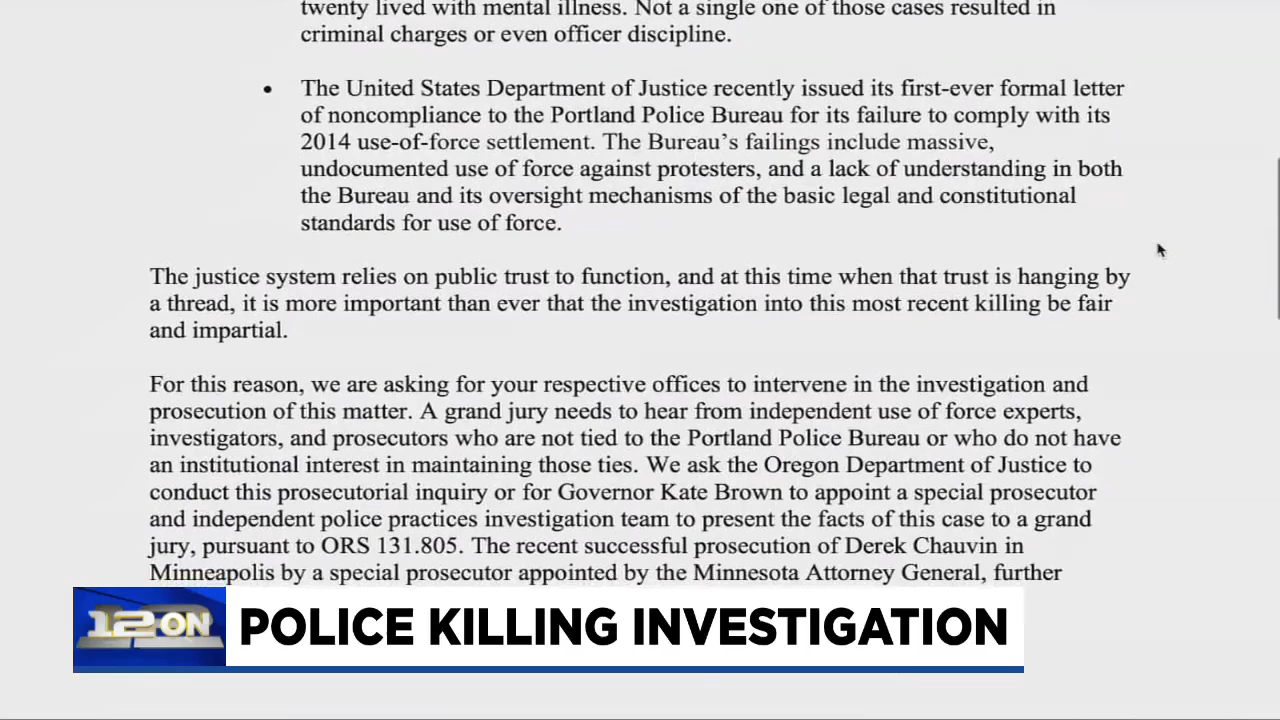 twenty lived with mental illness. Not a single one of those cases resulted in
criminal charges or even officer discipline.
• The United States Department of Justice recently issued its first-ever formal letter
of noncompliance to the Portland Police Bureau for its failure to comply with its
2014 use-of-force settlement. The Bureau's failings include massive,
undocumented use of force against protesters, and a lack of understanding in both
the Bureau and its oversight mechanisms of the basic legal and constitutional
standards for use of force.
The justice system relies on public trust to function, and at this time when that trust is hanging by
a thread, it is more important than ever that the investigation into this most recent killing be fair
and impartial.
For this reason, we are asking for your respective offices to intervene in the investigation and
prosecution of this matter. A grand jury needs to hear from independent use of force experts,
investigators, and prosecutors who are not tied to the Portland Police Bureau or who do not have
an institutional interest in maintaining those ties. We ask the Oregon Department of Justice to
conduct this prosecutorial inquiry or for Governor Kate Brown to appoint a special prosecutor
and independent police practices investigation team to present the facts of this case to a grand
jury, pursuant to ORS 131.805. The recent successful prosecution of Derek Chauvin in
Minneapolis by a special prosecutor appointed by the Minnesota Attorney General, further
12 ON POLICE KILLING INVESTIGATION